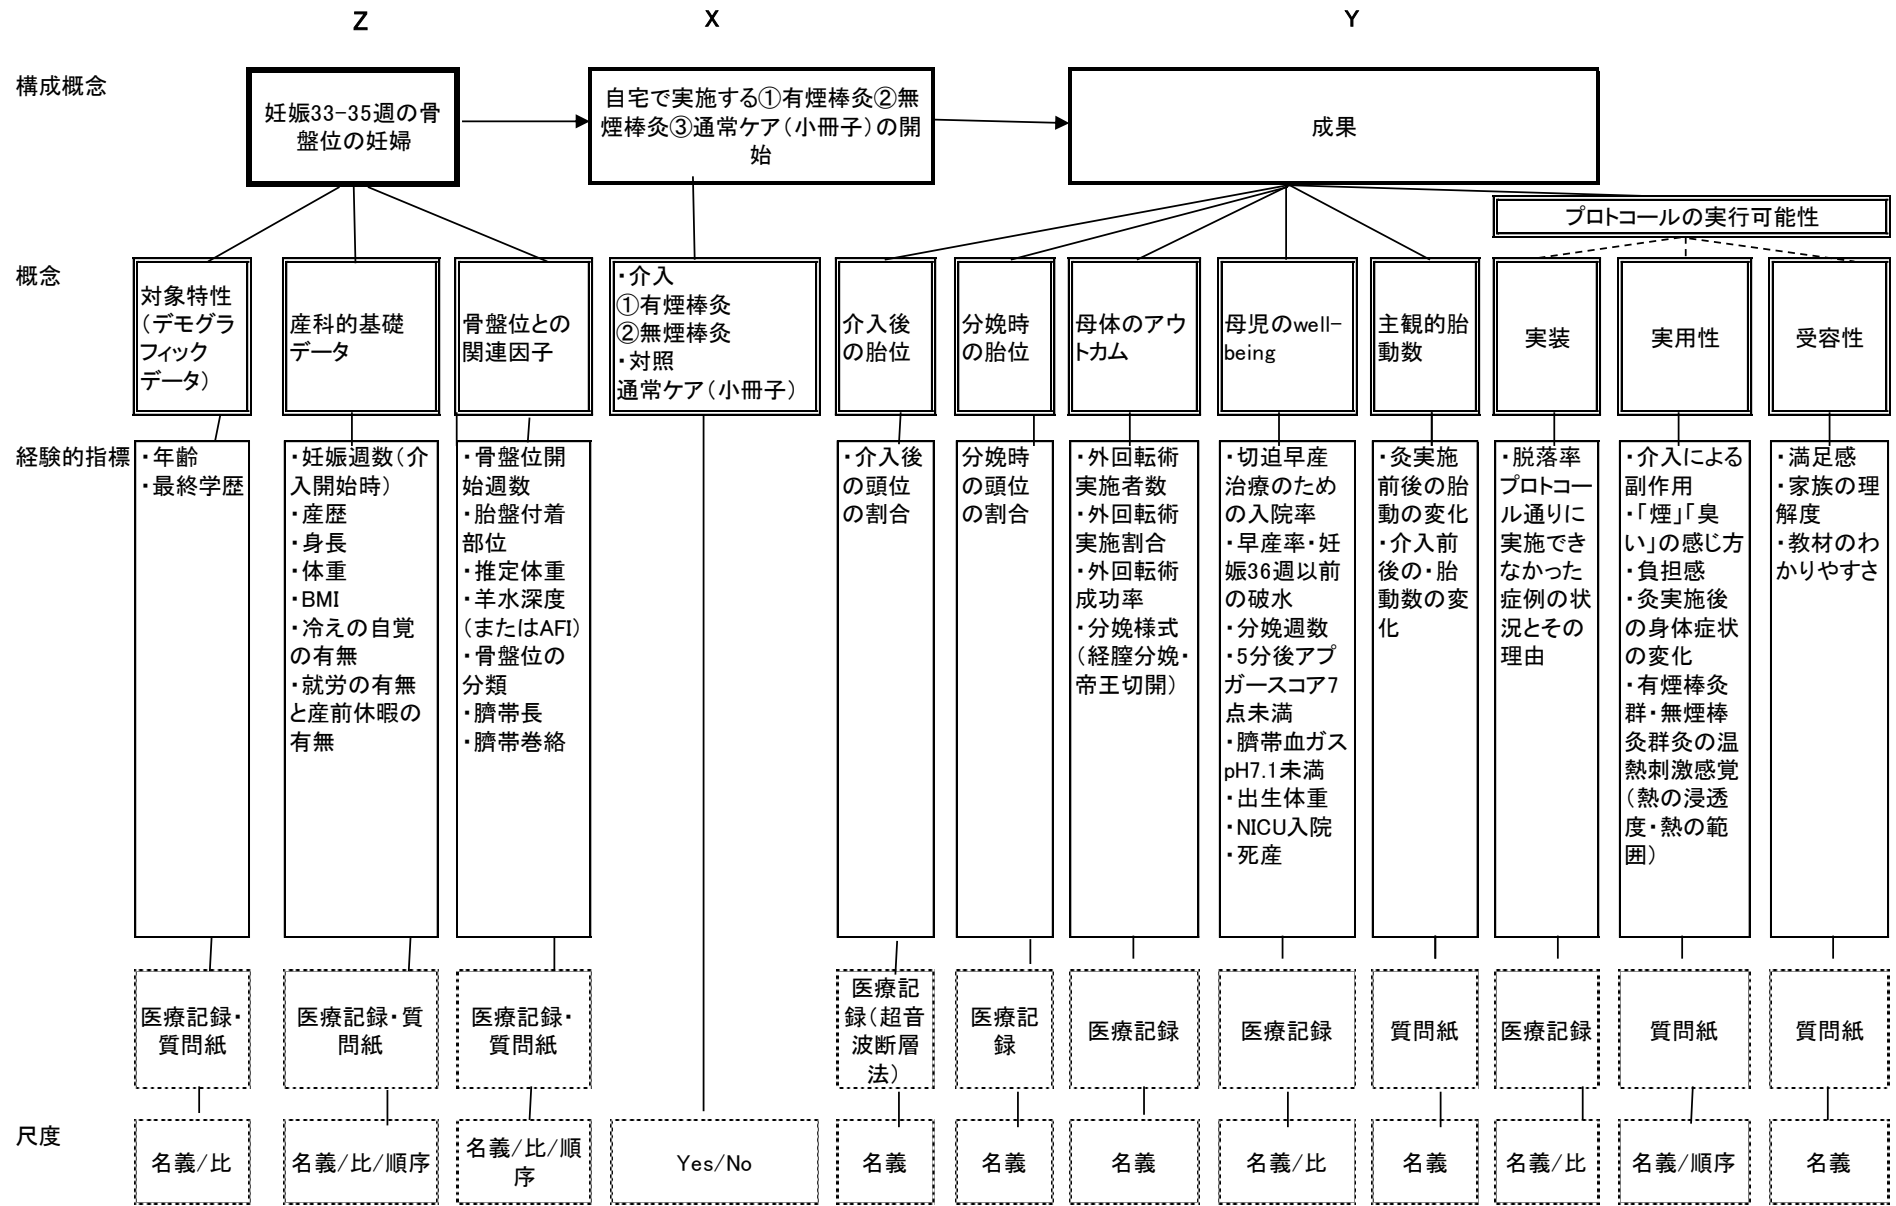 Z
X
Y
構成概念
妊娠33-35週の骨
盤位の妊婦
自宅で実施する①有煙棒灸②無
煙棒灸③通常ケア(小冊子)の開
始
成果
プロトコールの実行可能性
概念
対象特性
(デモグラ
フィック
データ)
産科的基礎
データ
骨盤位との
関連因子
・介入
①有煙棒灸
②無煙棒灸
・対照
通常ケア(小冊子)
介入後
の胎位
分娩時
の胎位
母体のアウ
トカム
母児のwell-
being
主観的胎
動数
実装
実用性
受容性
経験的指標
・年齢
・最終学歴
・妊娠週数(介
入開始時)
・産歴
・身長
・体重
・BMI
・冷えの自覚
の有無
・就労の有無
と産前休暇の
有無
・骨盤位開
始週数
・胎盤付着
部位
・推定体重
・羊水深度
(またはAFI)
・骨盤位の
分類
・臍帯長
・臍帯巻絡
・介入後
の頭位
の割合
分娩時
の頭位
の割合
・外回転術
実施者数
・外回転術
実施割合
・外回転術
成功率
・分娩様式
(経膣分娩・
帝王切開)
・切迫早産
治療のため
の入院率
・早産率・妊
娠36週以前
の破水
・分娩週数
・5分後アプ
ガースコア7
点未満
・臍帯血ガス
pH7.1未満
・出生体重
・NICU入院
・死産
・灸実施
前後の胎
動の変化
・介入前
後の・胎
動数の変
化
・脱落率
プロトコー
ル通りに
実施でき
なかった
症例の状
況とその
理由
・介入による
副作用
・「煙」「臭
い」の感じ方
・負担感
・灸実施後
の身体症状
の変化
・有煙棒灸
群・無煙棒
灸群灸の温
熱刺激感覚
(熱の浸透
度・熱の範
囲)
・満足感
・家族の理
解度
・教材のわ
かりやすさ
医療記録・
質問紙
医療記録・質
問紙
医療記録・
質問紙
医療記
録(超音
波断層
法)
医療記
録
医療記録
医療記録
質問紙
医療記録
質問紙
質問紙
尺度
名義/比
名義/比/順序
名義/比/順
序
Yes/No
名義
名義
名義
名義/比
名義
名義/比
名義/順序
名義